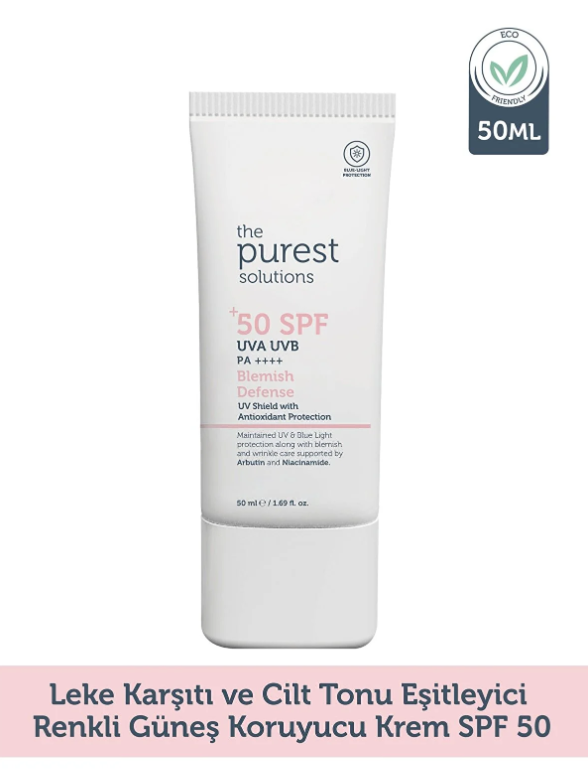 ECO
FRIENDLY
50ML
BLUE-LIGHT
PROTECTION
the
purest
solutions
+50 SPF
UVA UVB
PA ++++
Blemish
Defense
UV Shield with
Antioxidant Protection
Maintained UV & Blue Light
protection along with blemish
and wrinkle care supported by
Arbutin and Niacinamide.
50 ml ℮ / 1.69 fl. oz.
Leke Karşıtı ve Cilt Tonu Eşitleyici
Renkli Güneş Koruyucu Krem SPF 50